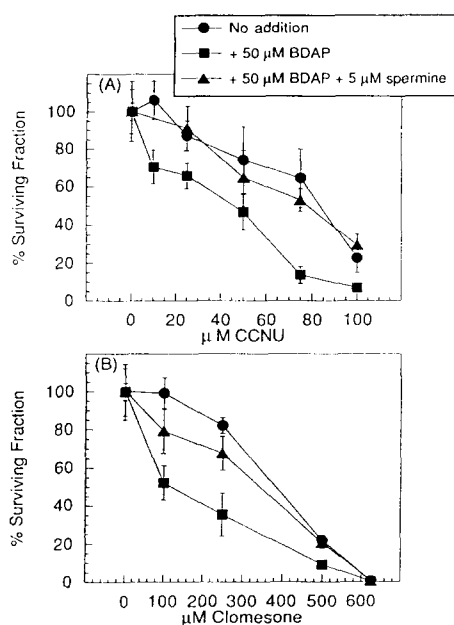 No addition
+ 50 μM BDAP
+ 50 μM BDAP + 5 μM spermine
(A)
% Surviving Fraction
100
80
60
40
20
0
0 20 40 60 80 100
μM CCNU
(B)
% Surviving Fraction
100
80
60
40
20
0
0 100 200 300 400 500 600
μM Clomesone